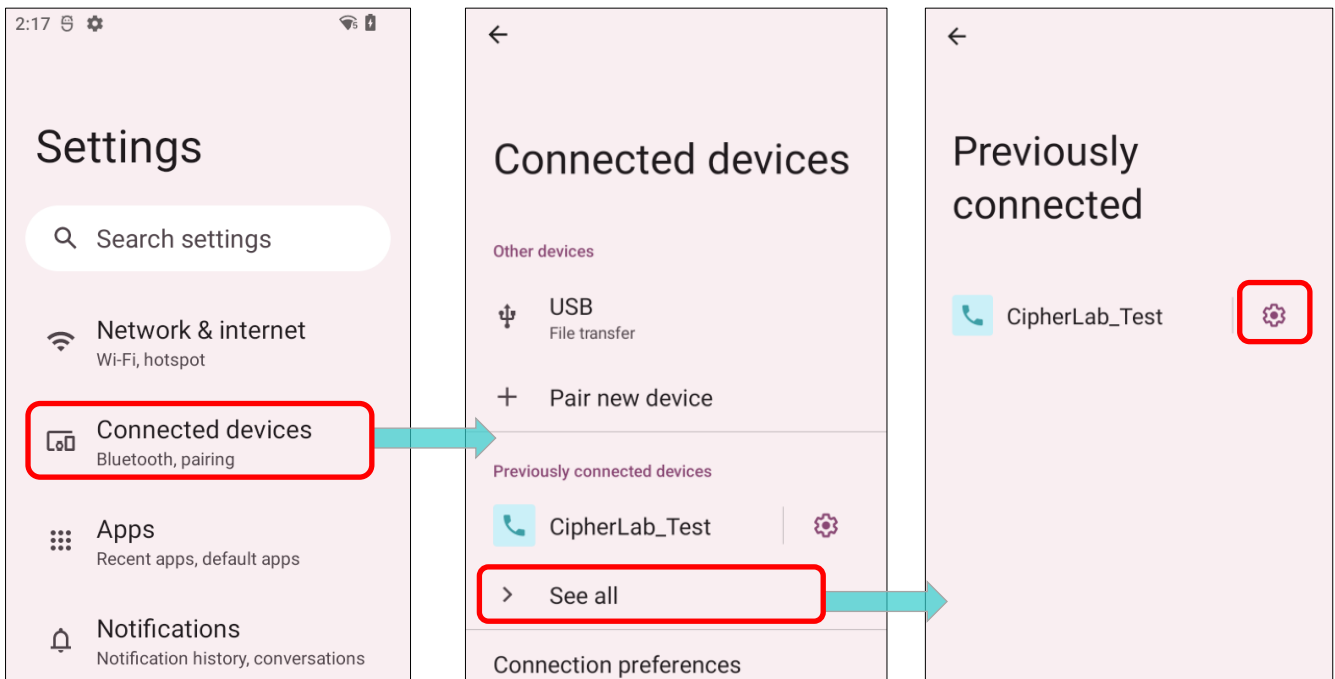 2:17
Settings
Search settings
Network & internet
Wi-Fi, hotspot
Connected devices
Bluetooth, pairing
Apps
Recent apps, default apps
Notifications
Notification history, conversations
Connected devices
Other devices
USB
File transfer
Pair new device
Previously connected devices
CipherLab_Test
See all
Connection preferences
Previously
connected
CipherLab_Test